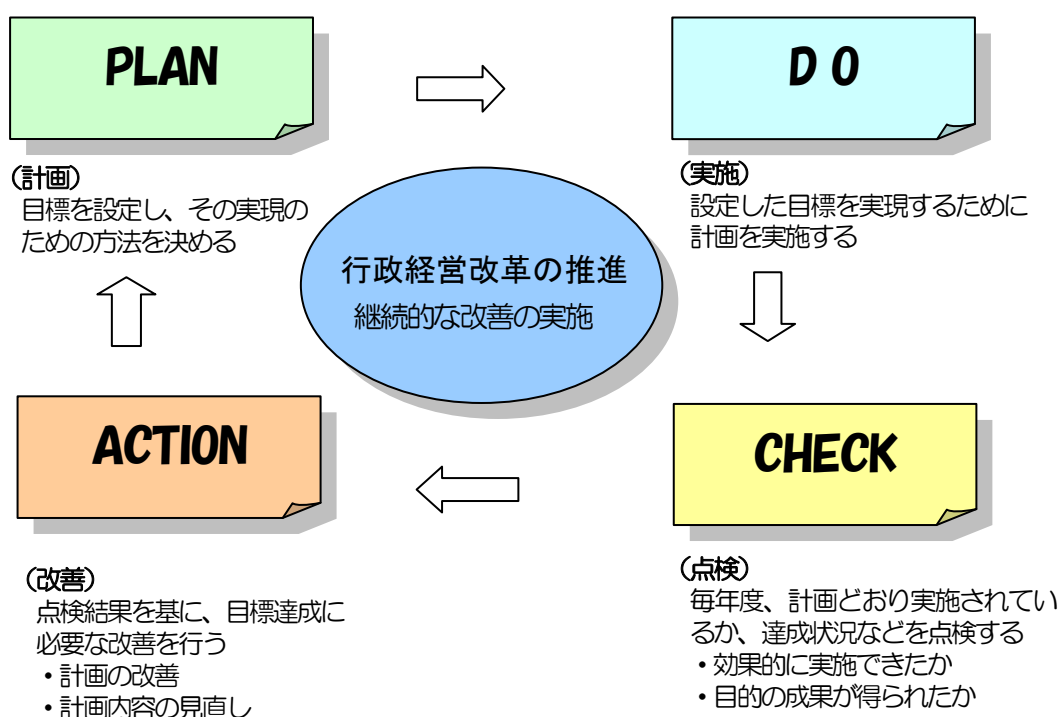 PLAN
(計画)
目標を設定し、その実現の
ための方法を決める
DO
(実施)
設定した目標を実現するために
計画を実施する
行政経営改革の推進
継続的な改善の実施
CHECK
(点検)
毎年度、計画どおり実施されてい
るか、達成状況などを点検する
・効果的に実施できたか
・目的の成果が得られたか
ACTION
(改善)
点検結果を基に、目標達成に
必要な改善を行う
・計画の改善
・計画内容の見直し